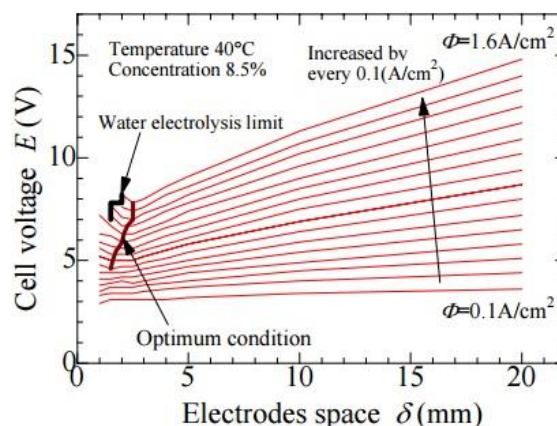 Temperature 40°C
Concentration 8.5%
Increased by
every 0.1(A/cm²)
Φ=1.6A/cm²
Water electrolysis limit
Optimum condition
Φ=0.1A/cm²
Cell voltage E (V)
15
10
5
0
0 5 10 15 20
Electrodes space δ (mm)